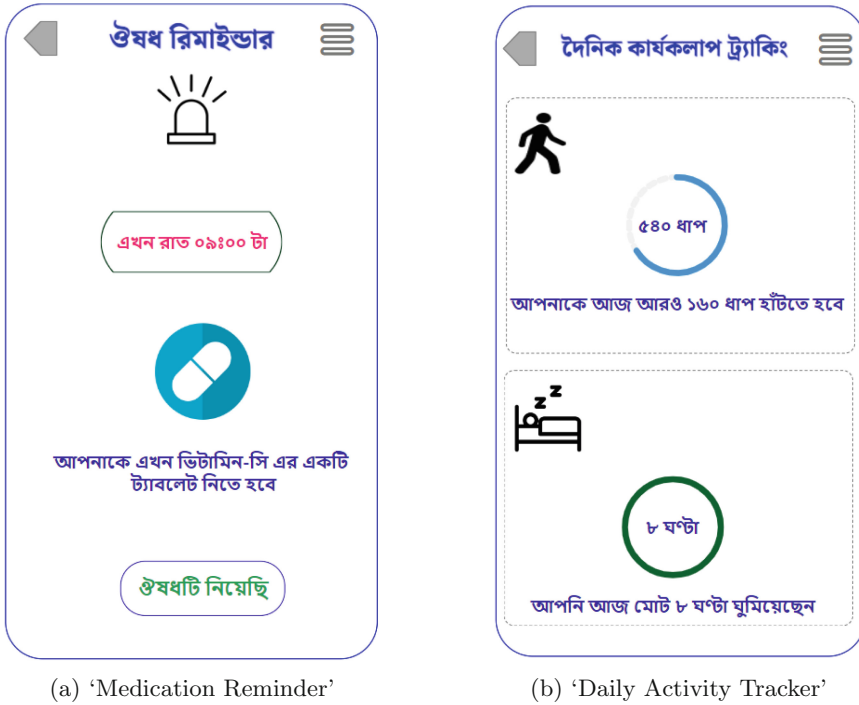 ঔষধ রিমাইন্ডার
এখন রাত ০৯ঃ০০ টা
আপনাকে এখন ভিটামিন-সি এর একটি
ট্যাবলেট নিতে হবে
ঔষধটি নিয়েছি
(a) ‘Medication Reminder’
দৈনিক কার্যকলাপ ট্র্যাকিং
৫৪০ ধাপ
আপনাকে আজ আরও ১৬০ ধাপ হাঁটতে হবে
z z
৮ ঘণ্টা
আপনি আজ মোট ৮ ঘণ্টা ঘুমিয়েছেন
(b) ‘Daily Activity Tracker’